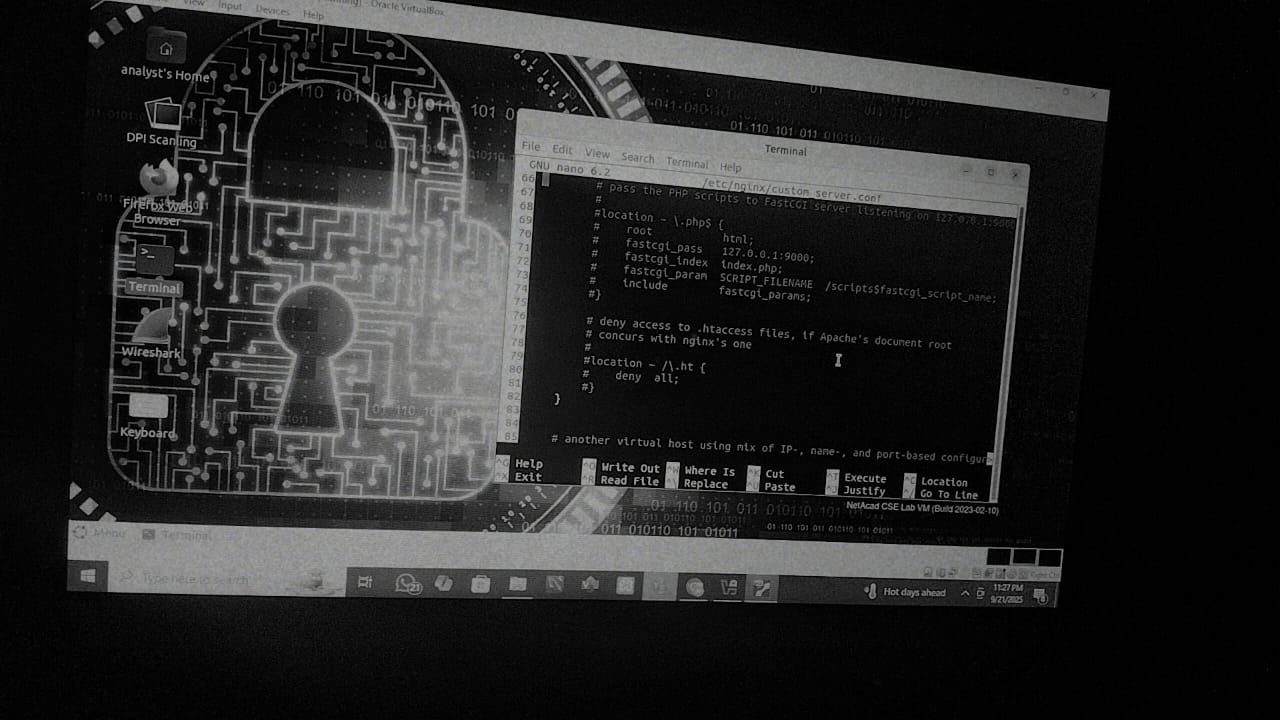 View Input Devices Help
Oracle VirtualBox
analyst's Home
DPI Scaling
Firefox Web
Browser
Terminal
Wireshark
Keyboard
Terminal
File Edit View Search Terminal Help
GNU nano 6.2 /etc/nginx/custom_server.conf
66
67 # pass the PHP scripts to FastCGI server listening on 127.0.0.1:9000
68 #
69 #location ~ \.php$ {
70 # root html;
71 # fastcgi_pass 127.0.0.1:9000;
72 # fastcgi_index index.php;
73 # fastcgi_param SCRIPT_FILENAME /scripts$fastcgi_script_name;
74 # include fastcgi_params;
75 #}
76
77 # deny access to .htaccess files, if Apache's document root
78 # concurs with nginx's one
79 #
80 #location ~ /\.ht {
81 # deny all;
82 #}
83 }
84
85
# another virtual host using mix of IP-, name-, and port-based configur>
^G Help ^O Write Out ^W Where Is ^K Cut ^T Execute ^C Location
^X Exit ^R Read File ^\ Replace ^U Paste ^J Justify ^/ Go To Line
NetAcad CSE Lab VM (Build 2023-02-10)
Menu Terminal
Right Ctrl
Type here to search
21
Hot days ahead
11:27 PM
9/21/2025